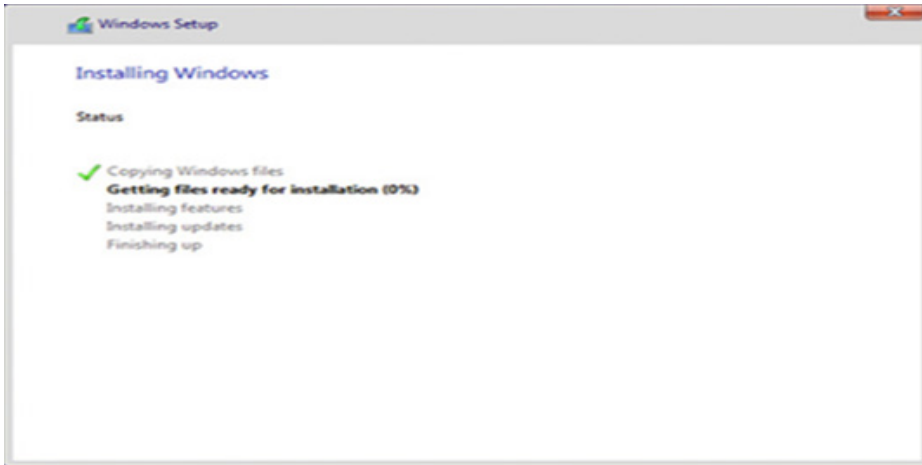 Windows Setup
Installing Windows
Status
Copying Windows files
Getting files ready for installation (0%)
Installing features
Installing updates
Finishing up